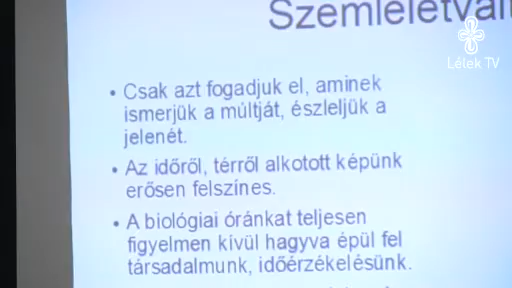 Szemléletvált
Lélek TV
• Csak azt fogadjuk el, aminek
ismerjük a múltját, észleljük a
jelenét.
• Az időről, térről alkotott képünk
erősen felszínes.
• A biológiai óránkat teljesen
figyelmen kívül hagyva épül fel
társadalmunk, időérzékelésünk.